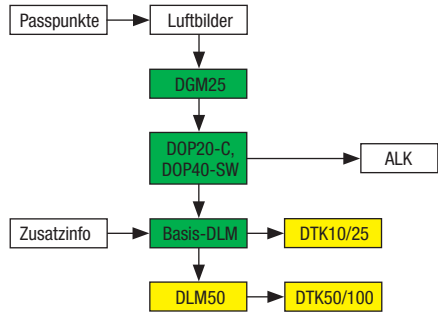 Passpunkte
Luftbilder
DGM25
DOP20-C,
DOP40-SW
ALK
Zusatzinfo
Basis-DLM
DTK10/25
DLM50
DTK50/100